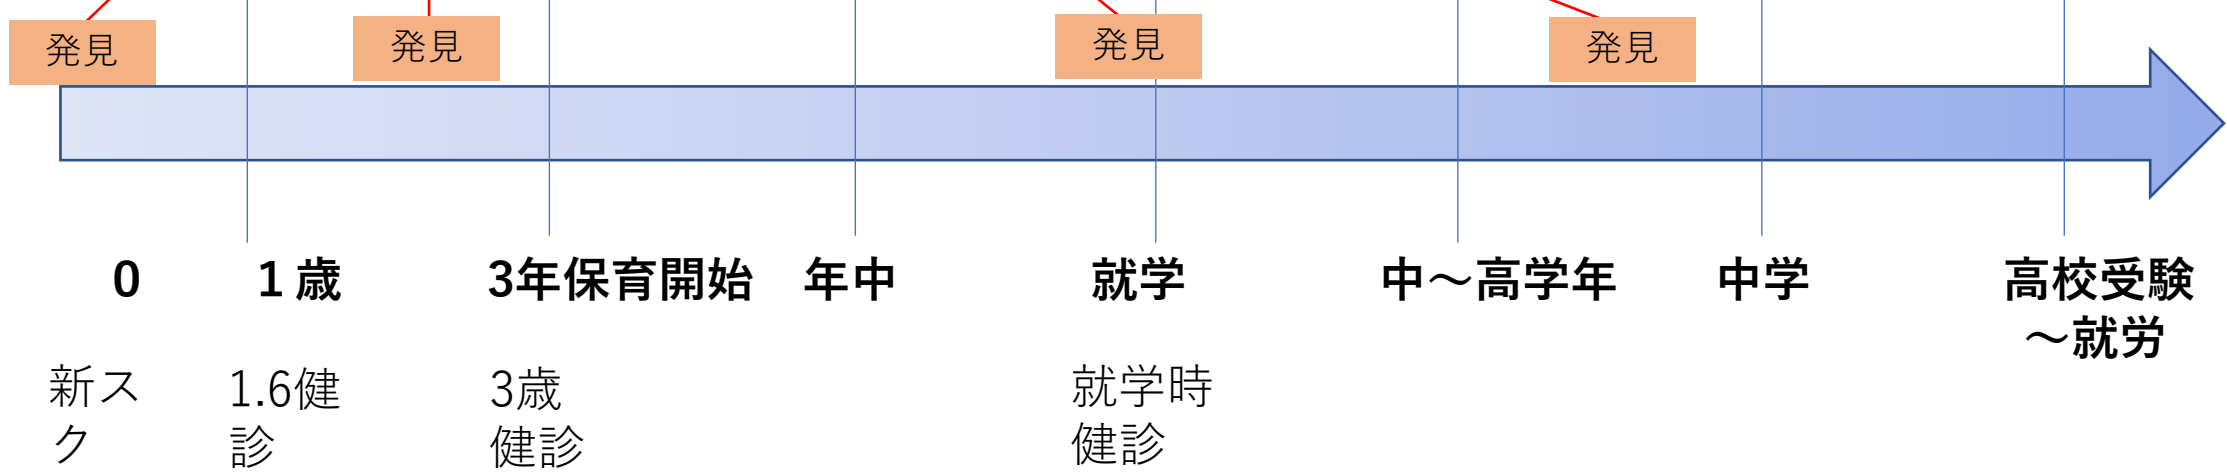 発見
発見
発見
発見
0
1歳
3年保育開始
年中
就学
中～高学年
中学
高校受験
～就労
新ス
ク
1.6健
診
3歳
健診
就学時
健診